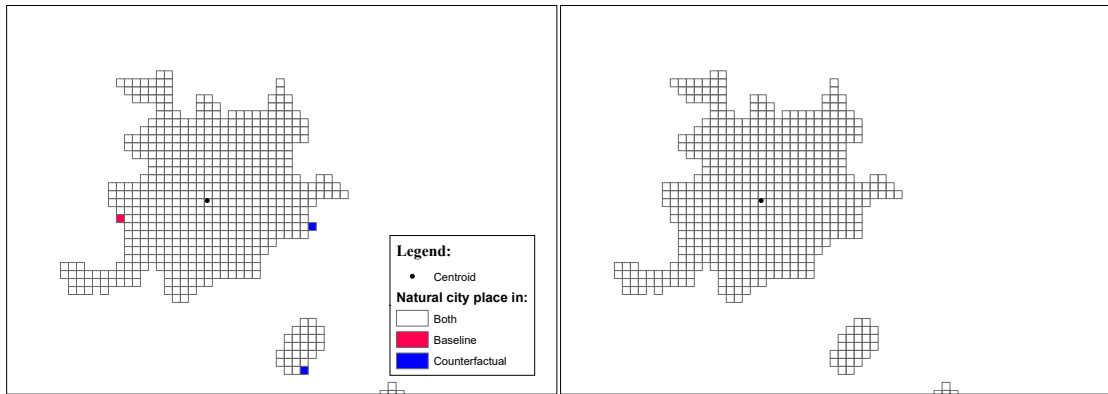 Legend:
Centroid
Natural city place in:
Both
Baseline
Counterfactual